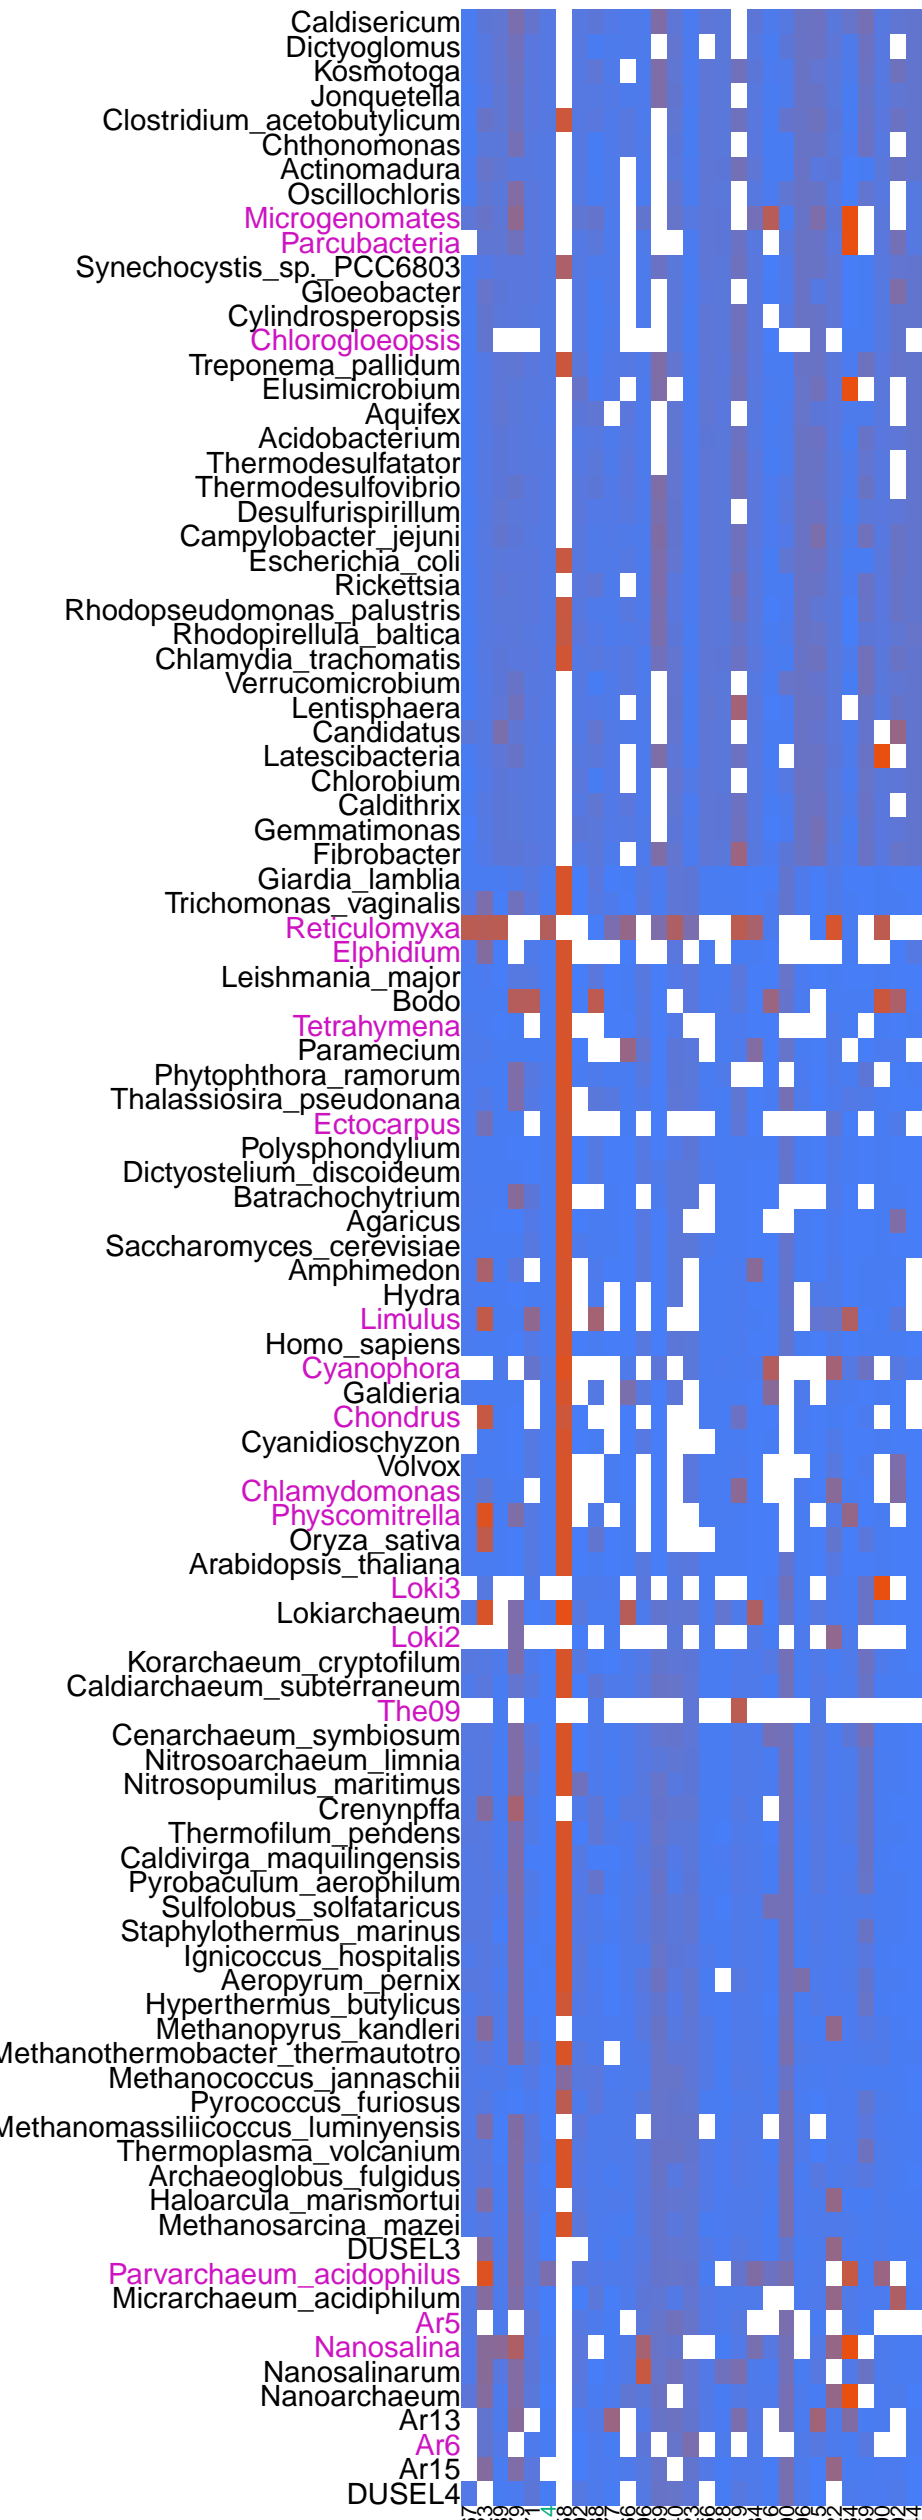 Caldisericum
Dictyoglomus
Kosmotoga
Jonquetella
Clostridium_acetobutylicum
Chthonomonas
Actinomadura
Oscillochloris
Microgenomates
Parcubacteria
Synechocystis_sp._PCC6803
Gloeobacter
Cylindrosperopsis
Chlorogloeopsis
Treponema_pallidum
Elusimicrobium
Aquifex
Acidobacterium
Thermodesulfatator
Thermodesulfovibrio
Desulfurispirillum
Campylobacter_jejuni
Escherichia_coli
Rickettsia
Rhodopseudomonas_palustris
Rhodopirellula_baltica
Chlamydia_trachomatis
Verrucomicrobium
Lentisphaera
Candidatus
Latescibacteria
Chlorobium
Caldithrix
Gemmatimonas
Fibrobacter
Giardia_lamblia
Trichomonas_vaginalis
Reticulomyxa
Elphidium
Leishmania_major
Bodo
Tetrahymena
Paramecium
Phytophthora_ramorum
Thalassiosira_pseudonana
Ectocarpus
Polysphondylium
Dictyostelium_discoideum
Batrachochytrium
Agaricus
Saccharomyces_cerevisiae
Amphimedon
Hydra
Limulus
Homo_sapiens
Cyanophora
Galdieria
Chondrus
Cyanidioschyzon
Volvox
Chlamydomonas
Physcomitrella
Oryza_sativa
Arabidopsis_thaliana
Loki3
Lokiarchaeum
Loki2
Korarchaeum_cryptofilum
Caldiarchaeum_subterraneum
The09
Cenarchaeum_symbiosum
Nitrosoarchaeum_limnia
Nitrosopumilus_maritimus
Crenynpffa
Thermofilum_pendens
Caldivirga_maquilingensis
Pyrobaculum_aerophilum
Sulfolobus_solfataricus
Staphylothermus_marinus
Ignicoccus_hospitalis
Aeropyrum_pernix
Hyperthermus_butylicus
Methanopyrus_kandleri
Methanothermobacter_thermautotro
Methanococcus_jannaschii
Pyrococcus_furiosus
Methanomassiliicoccus_luminyensis
Thermoplasma_volcanium
Archaeoglobus_fulgidus
Haloarcula_marismortui
Methanosarcina_mazei
DUSEL3
Parvarchaeum_acidophilus
Micrarchaeum_acidiphilum
Ar5
Nanosalina
Nanosalinarum
Nanoarchaeum
Ar13
Ar6
Ar15
DUSEL4